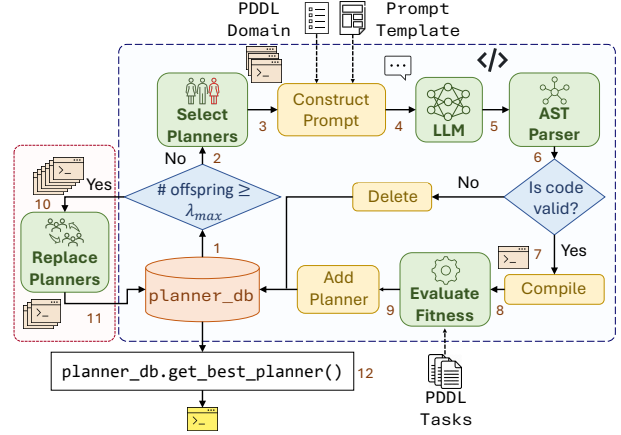 PDDL
Domain
Prompt
Template
>_
</>
Select
Planners
Construct
Prompt
LLM
AST
Parser
3
4
5
No
2
6
>_
Yes
10
# offspring ≥
λmax
Delete
No
Is code
valid?
Replace
Planners
1
>_
7
Yes
planner_db
Add
Planner
Evaluate
Fitness
Compile
>_
11
9
8
planner_db.get_best_planner()
12
PDDL
Tasks
>_